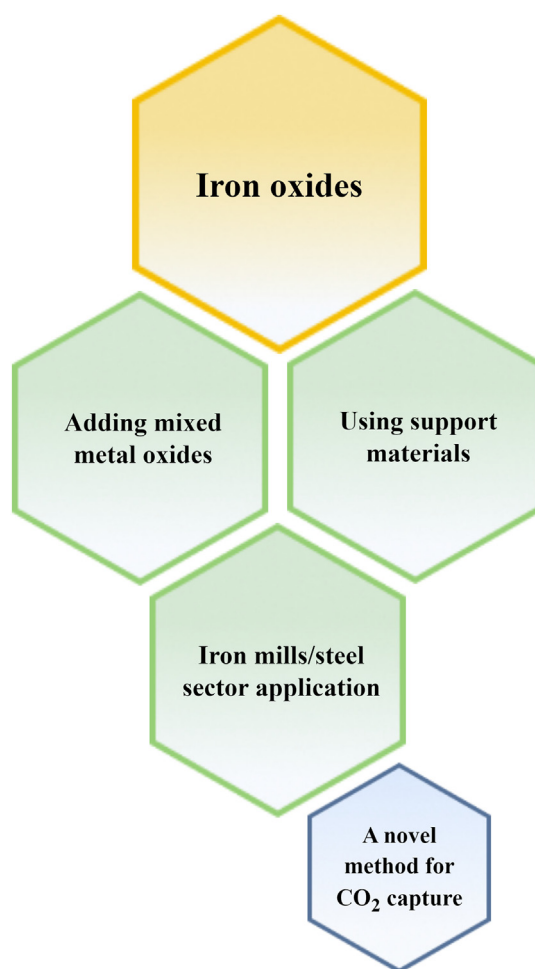 Iron oxides
Adding mixed
metal oxides
Using support
materials
Iron mills/steel
sector application
A novel
method for
CO₂ capture